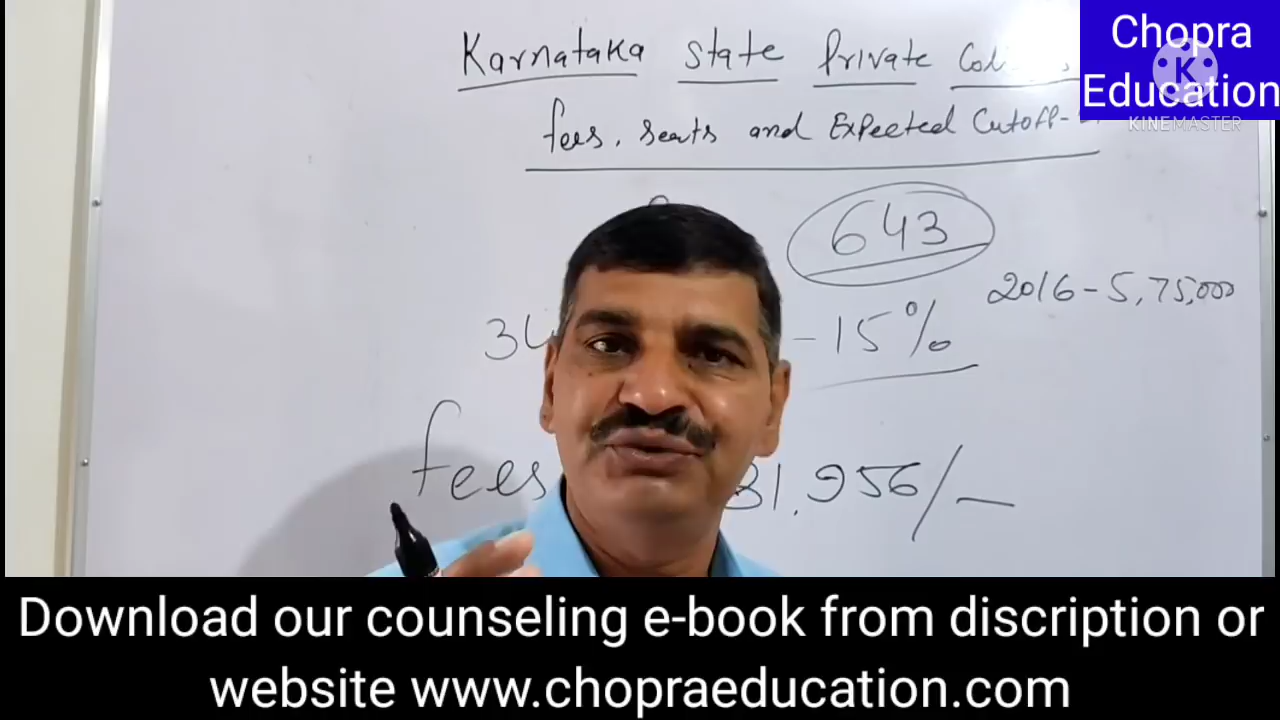 Chopra
Education
K
KINEMASTER
Karnataka State Private
fees, seats and Expected Cutoff-
643
2016-5,75,000
-15%
fees 31,956/-
Download our counseling e-book from discription or
website www.chopraeducation.com